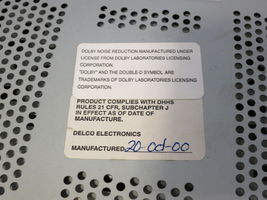 DOLBY NOISE REDUCTION MANUFACTURED UNDER
LICENSE FROM DOLBY LABORATORIES LICENSING
CORPORATION.
"DOLBY" AND THE DOUBLE-D SYMBOL ARE
TRADEMARKS OF DOLBY LABORATORIES LICENSING
CORPORATION.
PRODUCT COMPLIES WITH DHHS
RULES 21 CFR, SUBCHAPTER J
IN EFFECT AS OF DATE OF
MANUFACTURE.
DELCO ELECTRONICS
MANUFACTURED 20-Od-00